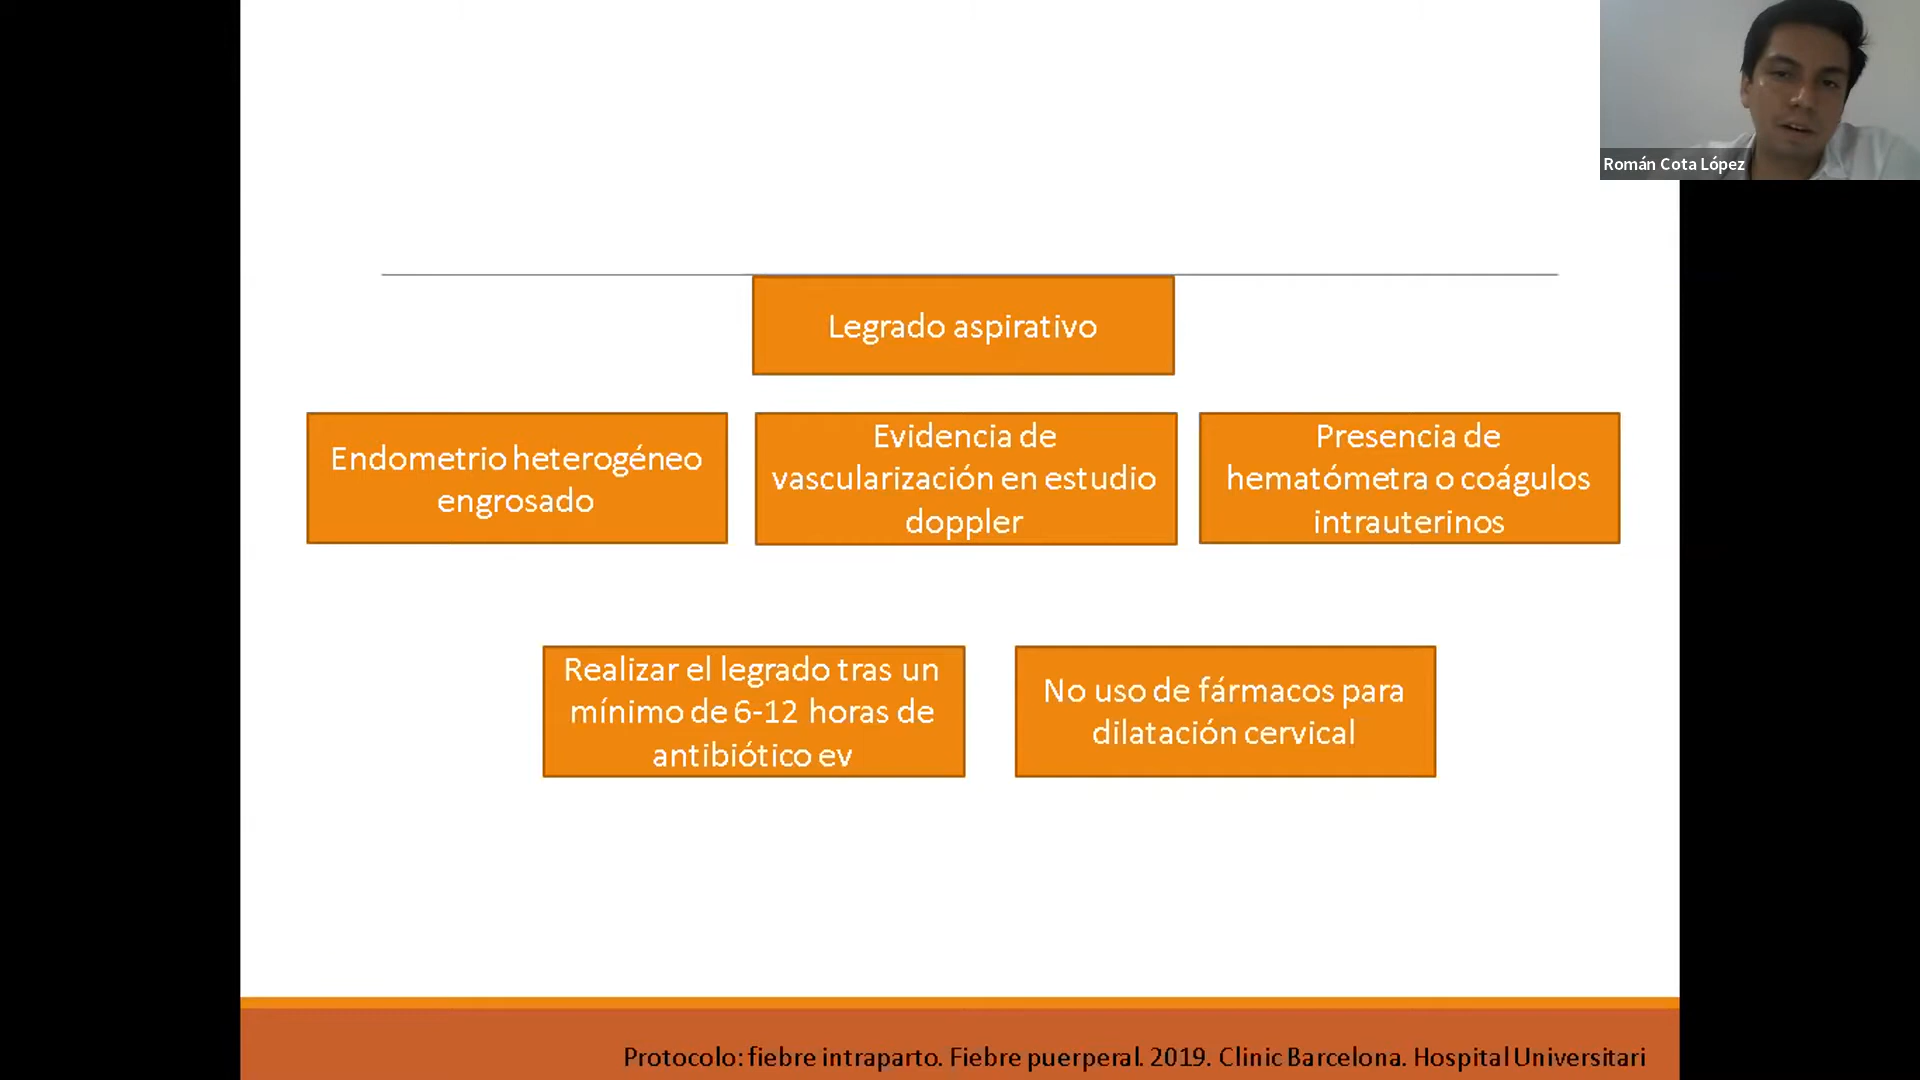 Román Cota López
Legrado aspirativo
Endometrio heterogéneo
engrosado
Evidencia de
vascularización en estudio
doppler
Presencia de
hematómetra o coágulos
intrauterinos
Realizar el legrado tras un
mínimo de 6-12 horas de
antibiótico ev
No uso de fármacos para
dilatación cervical
Protocolo: fiebre intraparto. Fiebre puerperal. 2019. Clinic Barcelona. Hospital Universitari